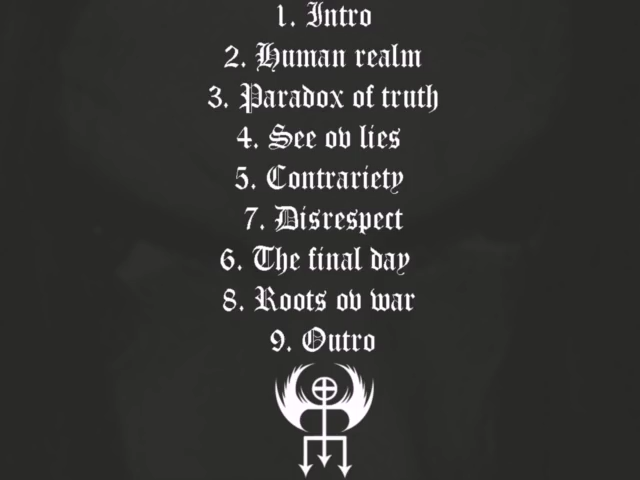 1. Intro
2. Human realm
3. Paradox of truth
4. See ov lies
5. Contrariety
7. Disrespect
6. The final day
8. Roots ov war
9. Outro